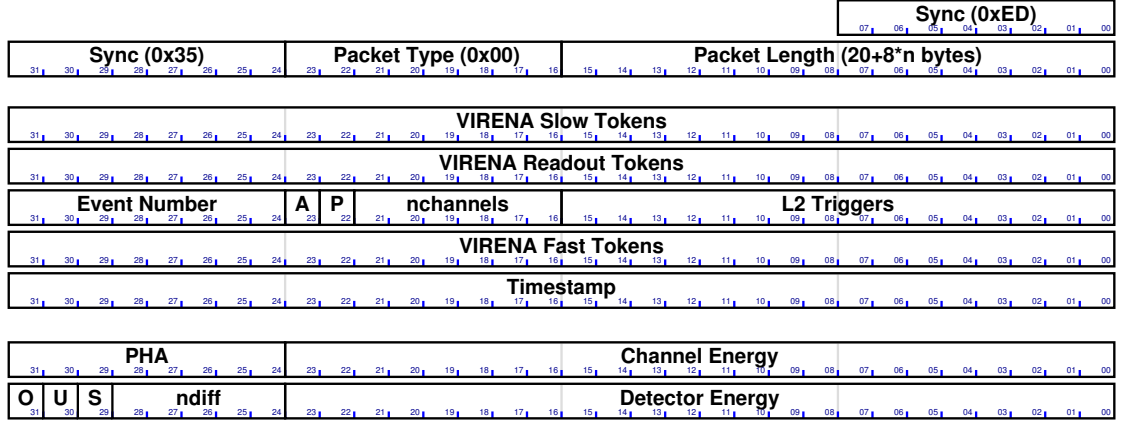 Sync (0xED)
07 06 05 04 03 02 01 00
Sync (0x35) Packet Type (0x00) Packet Length (20+8*n bytes)
31 30 29 28 27 26 25 24 23 22 21 20 19 18 17 16 15 14 13 12 11 10 09 08 07 06 05 04 03 02 01 00
VIRENA Slow Tokens
31 30 29 28 27 26 25 24 23 22 21 20 19 18 17 16 15 14 13 12 11 10 09 08 07 06 05 04 03 02 01 00
VIRENA Readout Tokens
31 30 29 28 27 26 25 24 23 22 21 20 19 18 17 16 15 14 13 12 11 10 09 08 07 06 05 04 03 02 01 00
Event Number A P nchannels L2 Triggers
31 30 29 28 27 26 25 24 23 22 21 20 19 18 17 16 15 14 13 12 11 10 09 08 07 06 05 04 03 02 01 00
VIRENA Fast Tokens
31 30 29 28 27 26 25 24 23 22 21 20 19 18 17 16 15 14 13 12 11 10 09 08 07 06 05 04 03 02 01 00
Timestamp
31 30 29 28 27 26 25 24 23 22 21 20 19 18 17 16 15 14 13 12 11 10 09 08 07 06 05 04 03 02 01 00
PHA Channel Energy
31 30 29 28 27 26 25 24 23 22 21 20 19 18 17 16 15 14 13 12 11 10 09 08 07 06 05 04 03 02 01 00
O U S ndiff Detector Energy
31 30 29 28 27 26 25 24 23 22 21 20 19 18 17 16 15 14 13 12 11 10 09 08 07 06 05 04 03 02 01 00